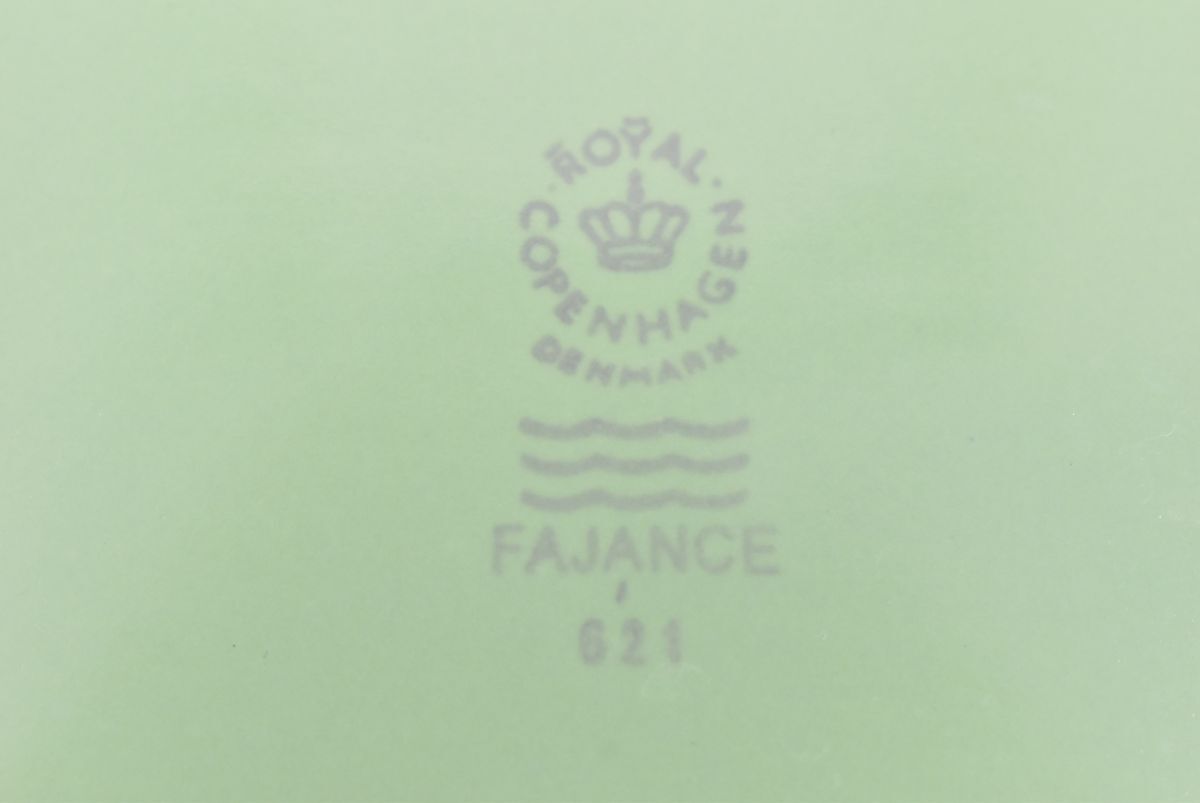 ROYAL
COPENHAGEN
DENMARK
FAJANCE
621